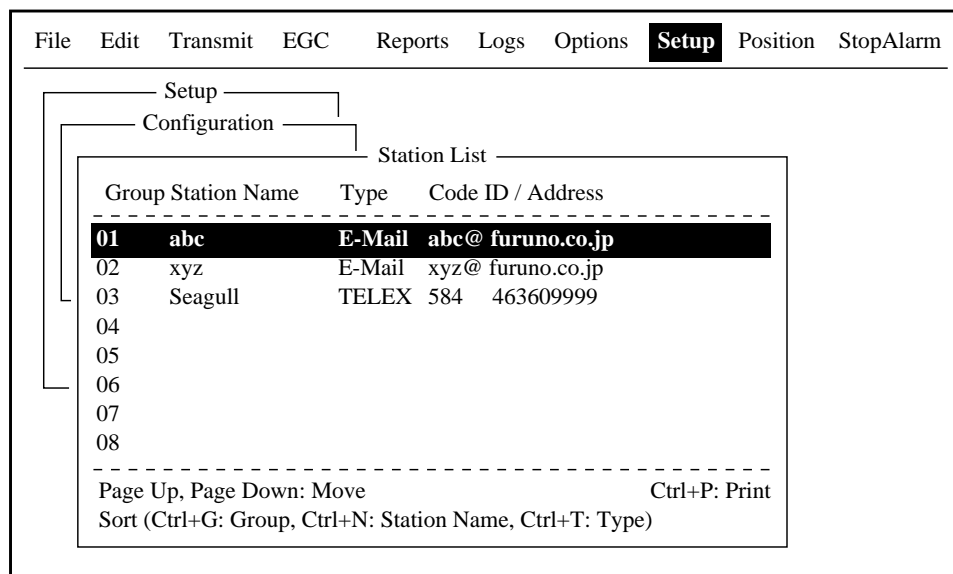 File Edit Transmit EGC Reports Logs Options Setup Position StopAlarm
Setup
Configuration
Station List
Group Station Name Type Code ID / Address
01 abc E-Mail abc@ furuno.co.jp
02 xyz E-Mail xyz@ furuno.co.jp
03 Seagull TELEX 584 463609999
04
05
06
07
08
Page Up, Page Down: Move Ctrl+P: Print
Sort (Ctrl+G: Group, Ctrl+N: Station Name, Ctrl+T: Type)